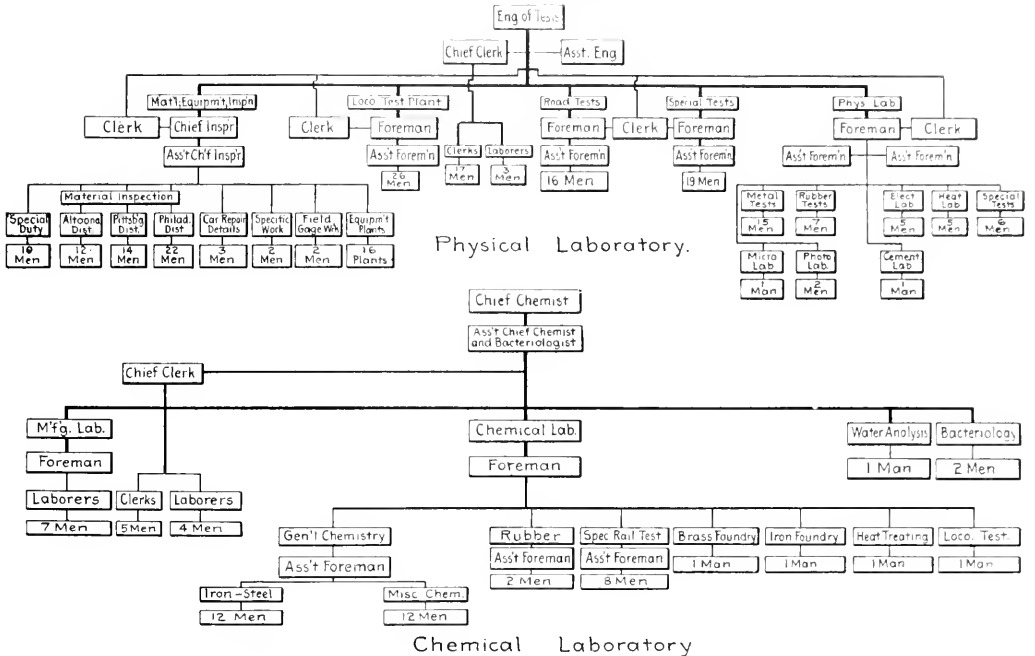 Eng of Tests
Chief Clerk
Asst. Eng
Mat'l, Equipm't, Inspn
Loco Test Plant
Road Tests
Special Tests
Phys Lab
Clerk
Chief Inspr
Clerk
Foreman
Foreman
Clerk
Foreman
Foreman
Clerk
Ass't Ch'f Inspr.
Ass't Forem'n
Clerks
Laborers
Ass't Forem'n
Ass't Forem'n
Ass't Forem'n
Ass't Forem'n
26
Men
17
Men
3
Men
16 Men
19 Men
Material Inspection
Metal
Tests
Rubber
Tests
Elect
Lab
Heat
Lab
Special
Tests
Special
Duty
Altoona
Dist.
Pittsb'g
Dist.
Philad.
Dist
Car Repair
Details
Specific
Work
Field
Gage Wk.
Equipm't
Plants
15
Men
7
Men
5
Men
5
Men
6
Men
Men
12
Men
14
Men
22
Men
3
Men
2
Men
2
Men
16
Plants
Physical Laboratory.
Micro
Lab
Photo
Lab.
Cement
Lab
1
Man
2
Men
1
Man
Chief Chemist
Ass't Chief Chemist
and Bacteriologist
Chief Clerk
M'f'g. Lab.
Chemical Lab.
Water Analysis
Bacteriology
Foreman
Foreman
1 Man
2 Men
Laborers
Clerks
Laborers
7 Men
5 Men
4 Men
Gen'l Chemistry
Rubber
Spec Rail Test
Brass Foundry
Iron Foundry
Heat Treating
Loco. Test.
Ass't Foreman
Ass't Foreman
Ass't Foreman
1 Man
1 Man
1 Man
1 Man
2 Men
8 Men
Iron-Steel
Misc Chem.
12 Men
12 Men
Chemical Laboratory